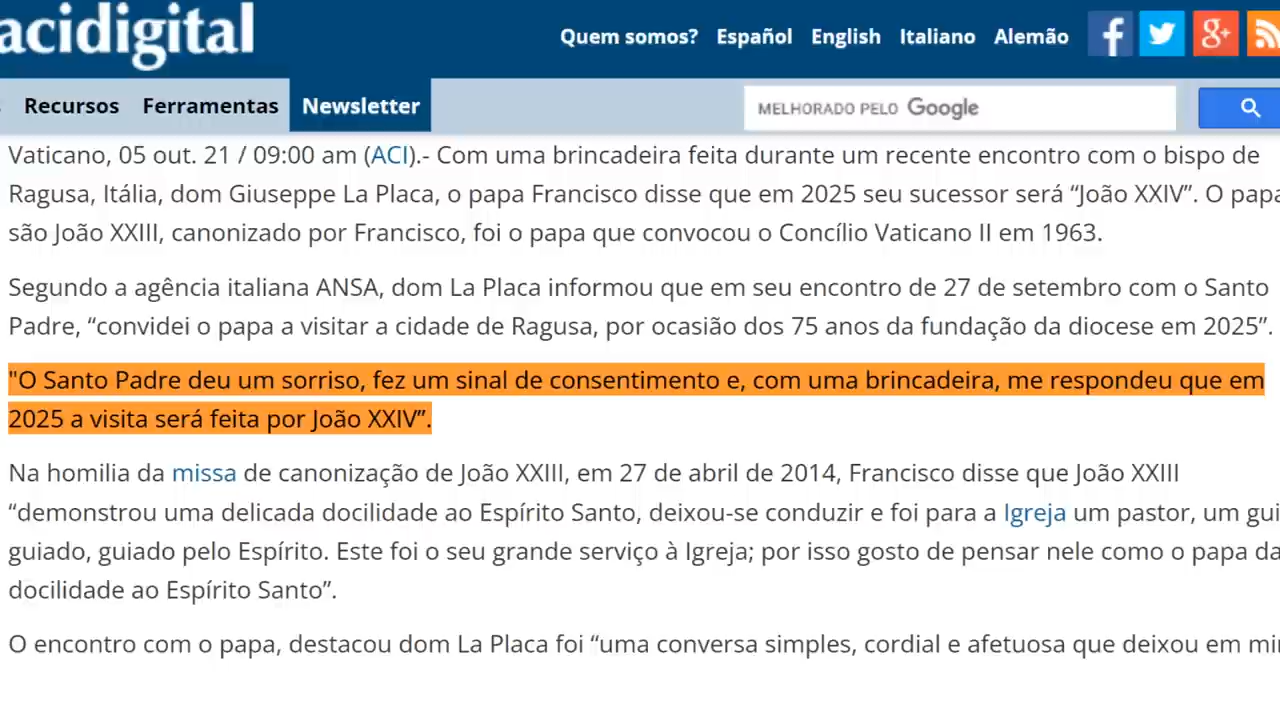 acidigital
Quem somos? Español English Italiano Alemão
Recursos Ferramentas Newsletter
MELHORADO PELO Google
Vaticano, 05 out. 21 / 09:00 am (ACI).- Com uma brincadeira feita durante um recente encontro com o bispo de
Ragusa, Itália, dom Giuseppe La Placa, o papa Francisco disse que em 2025 seu sucessor será “João XXIV”. O papa
são João XXIII, canonizado por Francisco, foi o papa que convocou o Concílio Vaticano II em 1963.
Segundo a agência italiana ANSA, dom La Placa informou que em seu encontro de 27 de setembro com o Santo
Padre, “convidei o papa a visitar a cidade de Ragusa, por ocasião dos 75 anos da fundação da diocese em 2025”.
"O Santo Padre deu um sorriso, fez um sinal de consentimento e, com uma brincadeira, me respondeu que em
2025 a visita será feita por João XXIV”.
Na homilia da missa de canonização de João XXIII, em 27 de abril de 2014, Francisco disse que João XXIII
“demonstrou uma delicada docilidade ao Espírito Santo, deixou-se conduzir e foi para a Igreja um pastor, um gui
guiado, guiado pelo Espírito. Este foi o seu grande serviço à Igreja; por isso gosto de pensar nele como o papa da
docilidade ao Espírito Santo”.
O encontro com o papa, destacou dom La Placa foi “uma conversa simples, cordial e afetuosa que deixou em mi